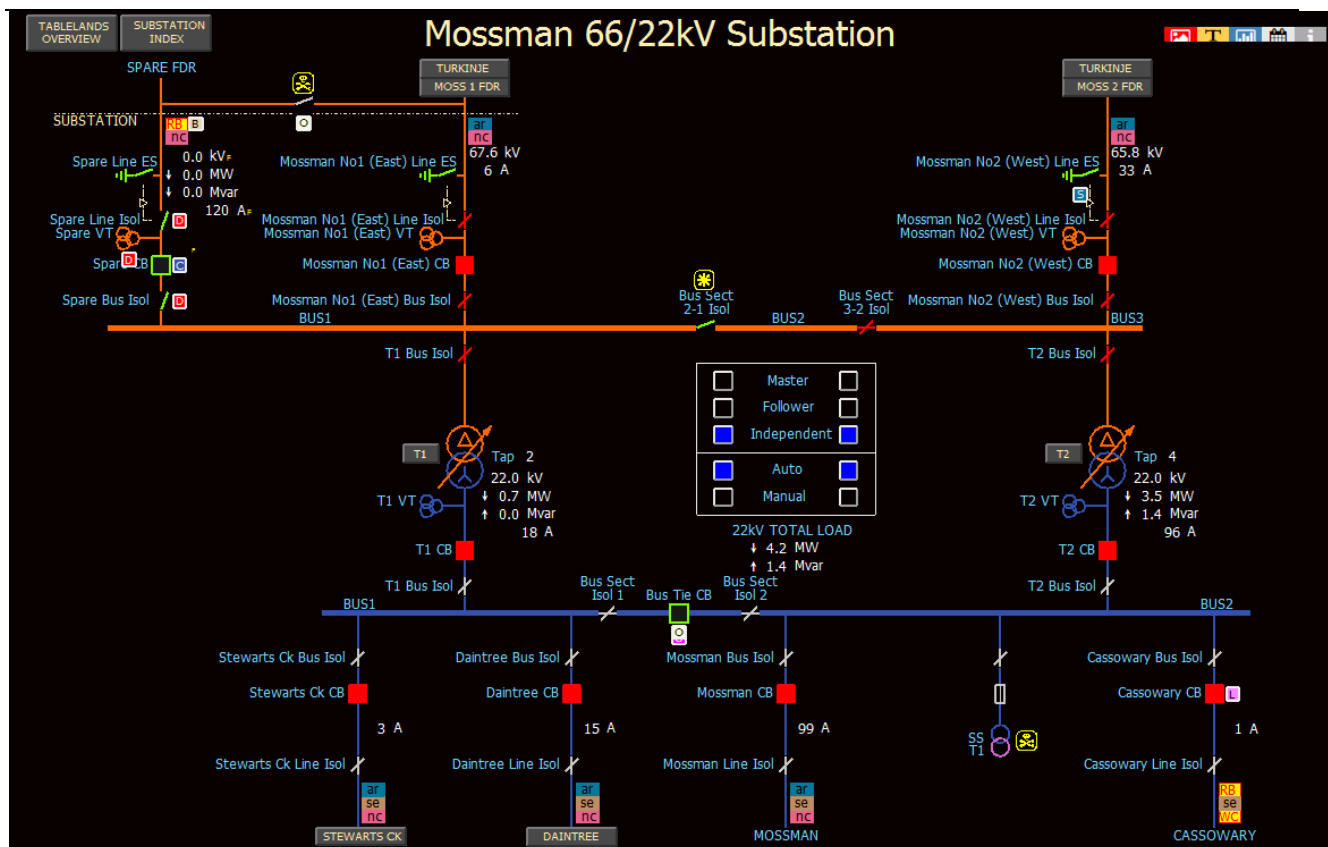 TABLELANDS
OVERVIEW
SUBSTATION
INDEX
Mossman 66/22kV Substation
T
i
SPARE FDR
TURKINJE
MOSS 1 FDR
TURKINJE
MOSS 2 FDR
SUBSTATION
RB
B
nc
O
ar
nc
ar
nc
Spare Line ES
0.0 kV F
0.0 MW
0.0 Mvar
120 A F
Mossman No1 (East) Line ES
67.6 kV
6 A
Mossman No2 (West) Line ES
65.8 kV
33 A
S
Spare Line Isol
D
Spare VT
D
Mossman No1 (East) Line Isol
Mossman No1 (East) VT
Mossman No2 (West) Line Isol
Mossman No2 (West) VT
F
Spare CB
C
Mossman No1 (East) CB
Mossman No2 (West) CB
Spare Bus Isol
D
Mossman No1 (East) Bus Isol
Bus Sect
2-1 Isol
Bus Sect
3-2 Isol
Mossman No2 (West) Bus Isol
BUS1
BUS2
BUS3
T1 Bus Isol
T2 Bus Isol
Master
Follower
Independent
Auto
Manual
T1
Tap 2
22.0 kV
0.7 MW
0.0 Mvar
18 A
T1 VT
T2
Tap 4
22.0 kV
3.5 MW
1.4 Mvar
96 A
T2 VT
22kV TOTAL LOAD
4.2 MW
1.4 Mvar
T1 CB
T2 CB
T1 Bus Isol
Bus Sect
Isol 1
Bus Tie CB
Bus Sect
Isol 2
T2 Bus Isol
BUS1
BUS2
O
Stewarts Ck Bus Isol
Daintree Bus Isol
Mossman Bus Isol
Cassowary Bus Isol
Stewarts Ck CB
Daintree CB
Mossman CB
Cassowary CB
L
3 A
15 A
99 A
SS
T1
1 A
Stewarts Ck Line Isol
Daintree Line Isol
Mossman Line Isol
Cassowary Line Isol
ar
se
nc
ar
se
nc
ar
se
nc
RB
se
WC
STEWARTS CK
DAINTREE
MOSSMAN
CASSOWARY